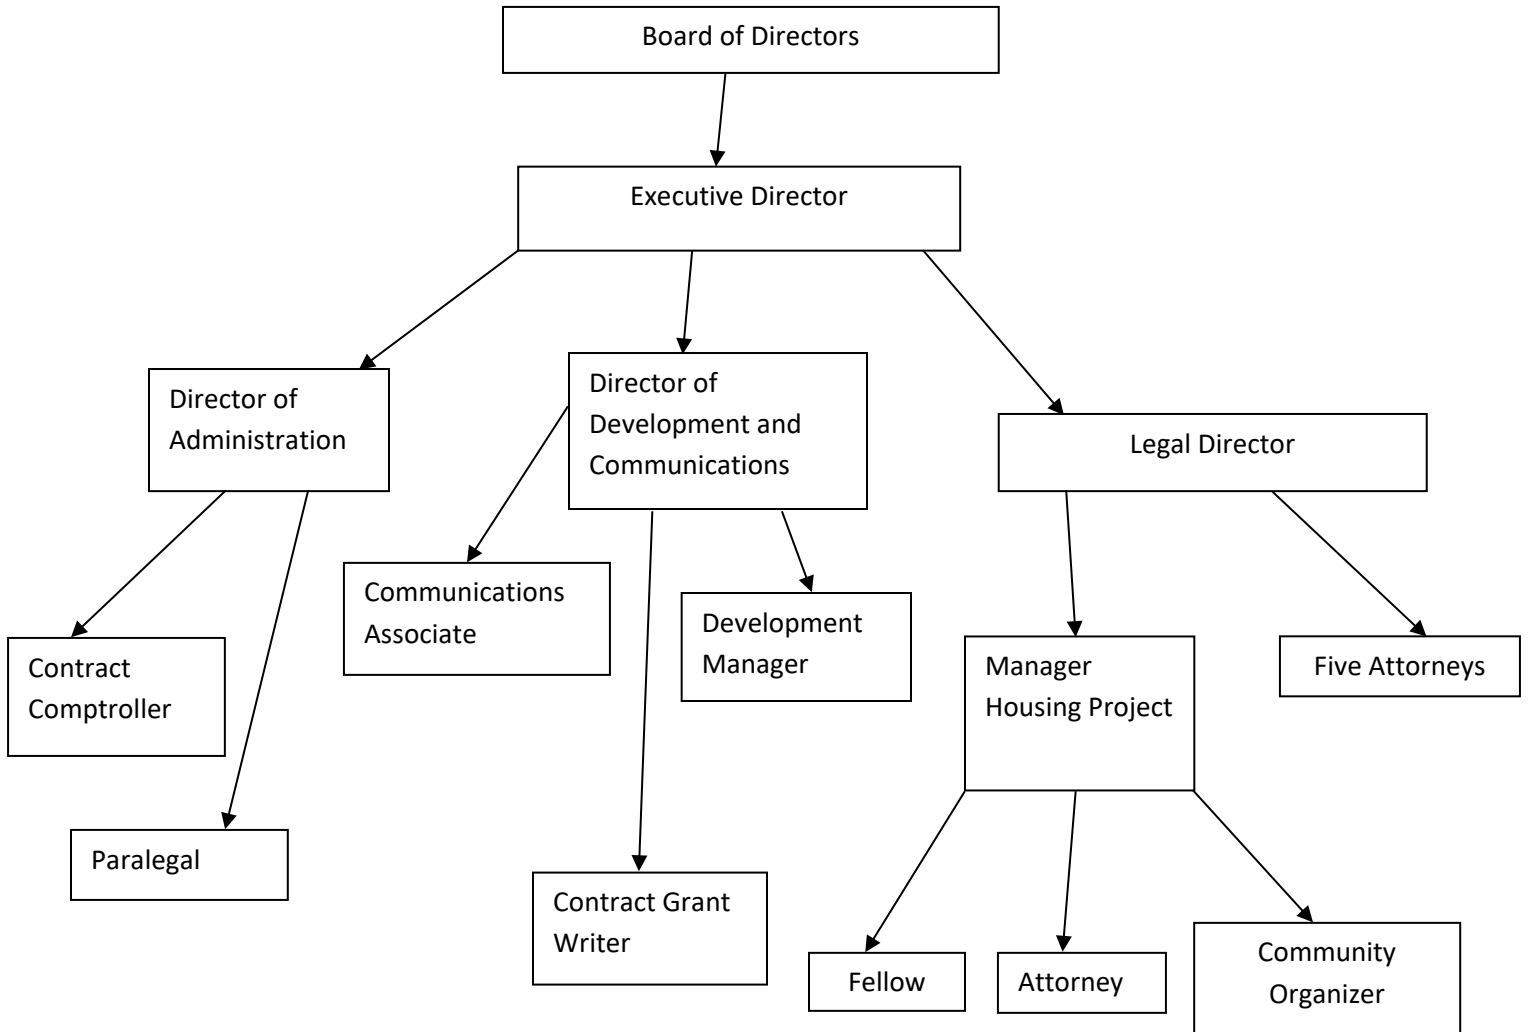 Board of Directors
Executive Director
Director of
Administration
Director of
Development and
Communications
Legal Director
Communications
Associate
Development
Manager
Contract
Comptroller
Manager
Housing Project
Five Attorneys
Paralegal
Contract Grant
Writer
Fellow
Attorney
Community
Organizer